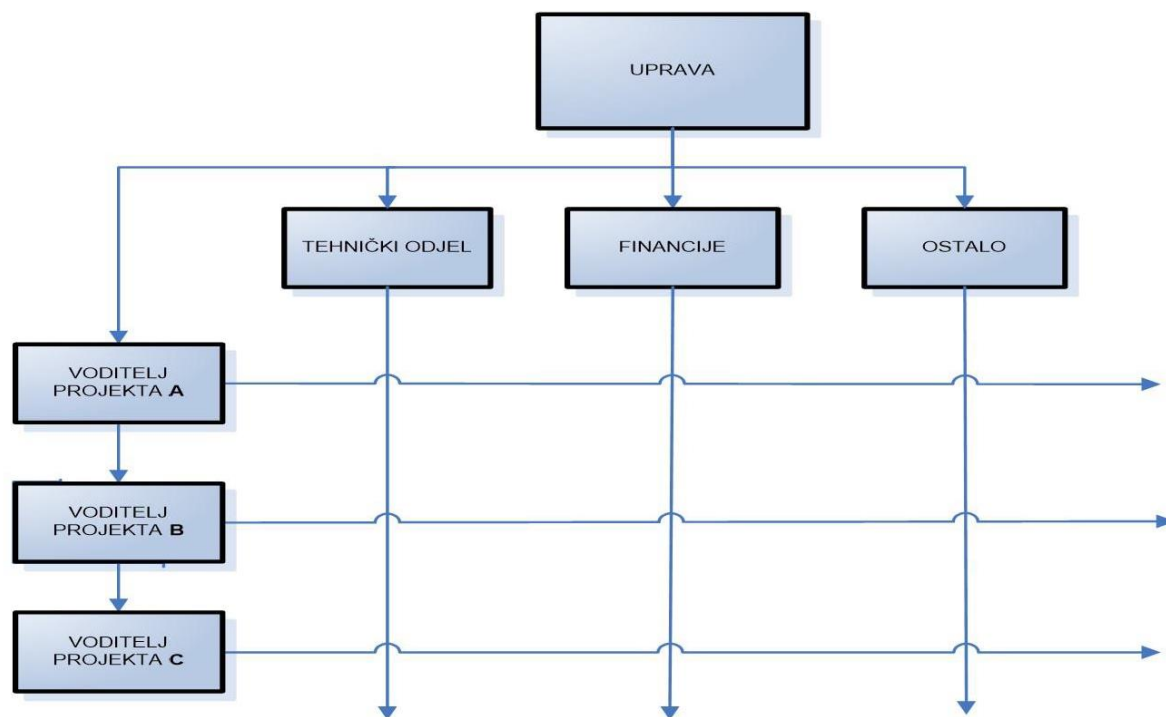 UPRAVA
TEHNIČKI ODJEL
FINANCIJE
OSTALO
VODITELJ
PROJEKTA A
VODITELJ
PROJEKTA B
VODITELJ
PROJEKTA C